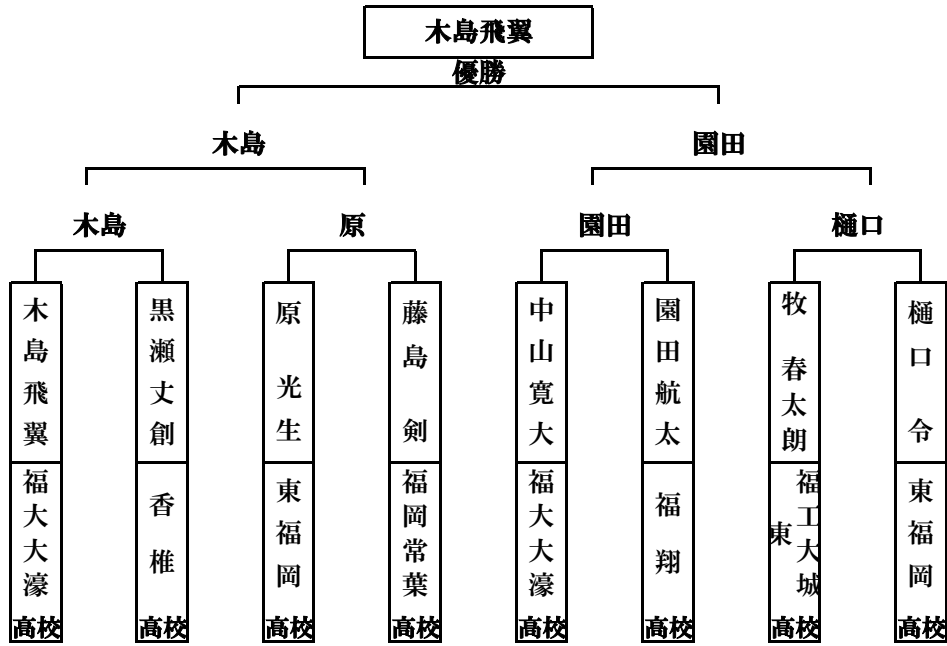 木島飛翼
優勝
木島
園田
木島
原
園田
樋口
木島飛翼
黒瀬丈創
原 光生
藤島 剣
中山寛大
園田航太
牧 春太朗
樋口 令
福大大濠
香椎
東福岡
福岡常葉
福大大濠
福翔
福工大城東
東福岡
高校
高校
高校
高校
高校
高校
高校
高校